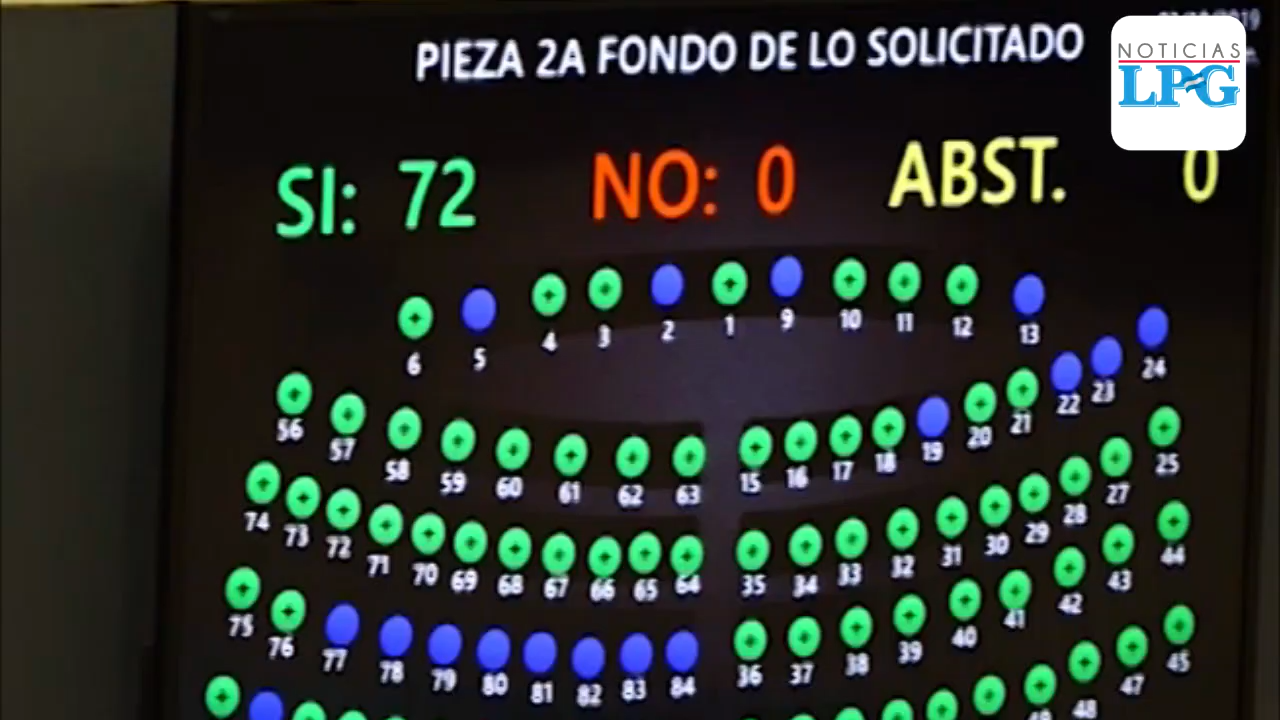 PIEZA 2A FONDO DE LO SOLICITADO
NOTICIAS
LPG
SI: 72 NO: 0 ABST. 0
6 5 4 3 2 1 9 10 11 12 13
24
56 57 58 59 60 61 62 63 15 16 17 18 19 20 21 22 23
74 73 72 71 70 69 68 67 66 65 64 35 34 33 32 31 30 29 28 27 25
75 76 77 78 79 80 81 82 83 84 36 37 38 39 40 41 42 43 44
48 47 45